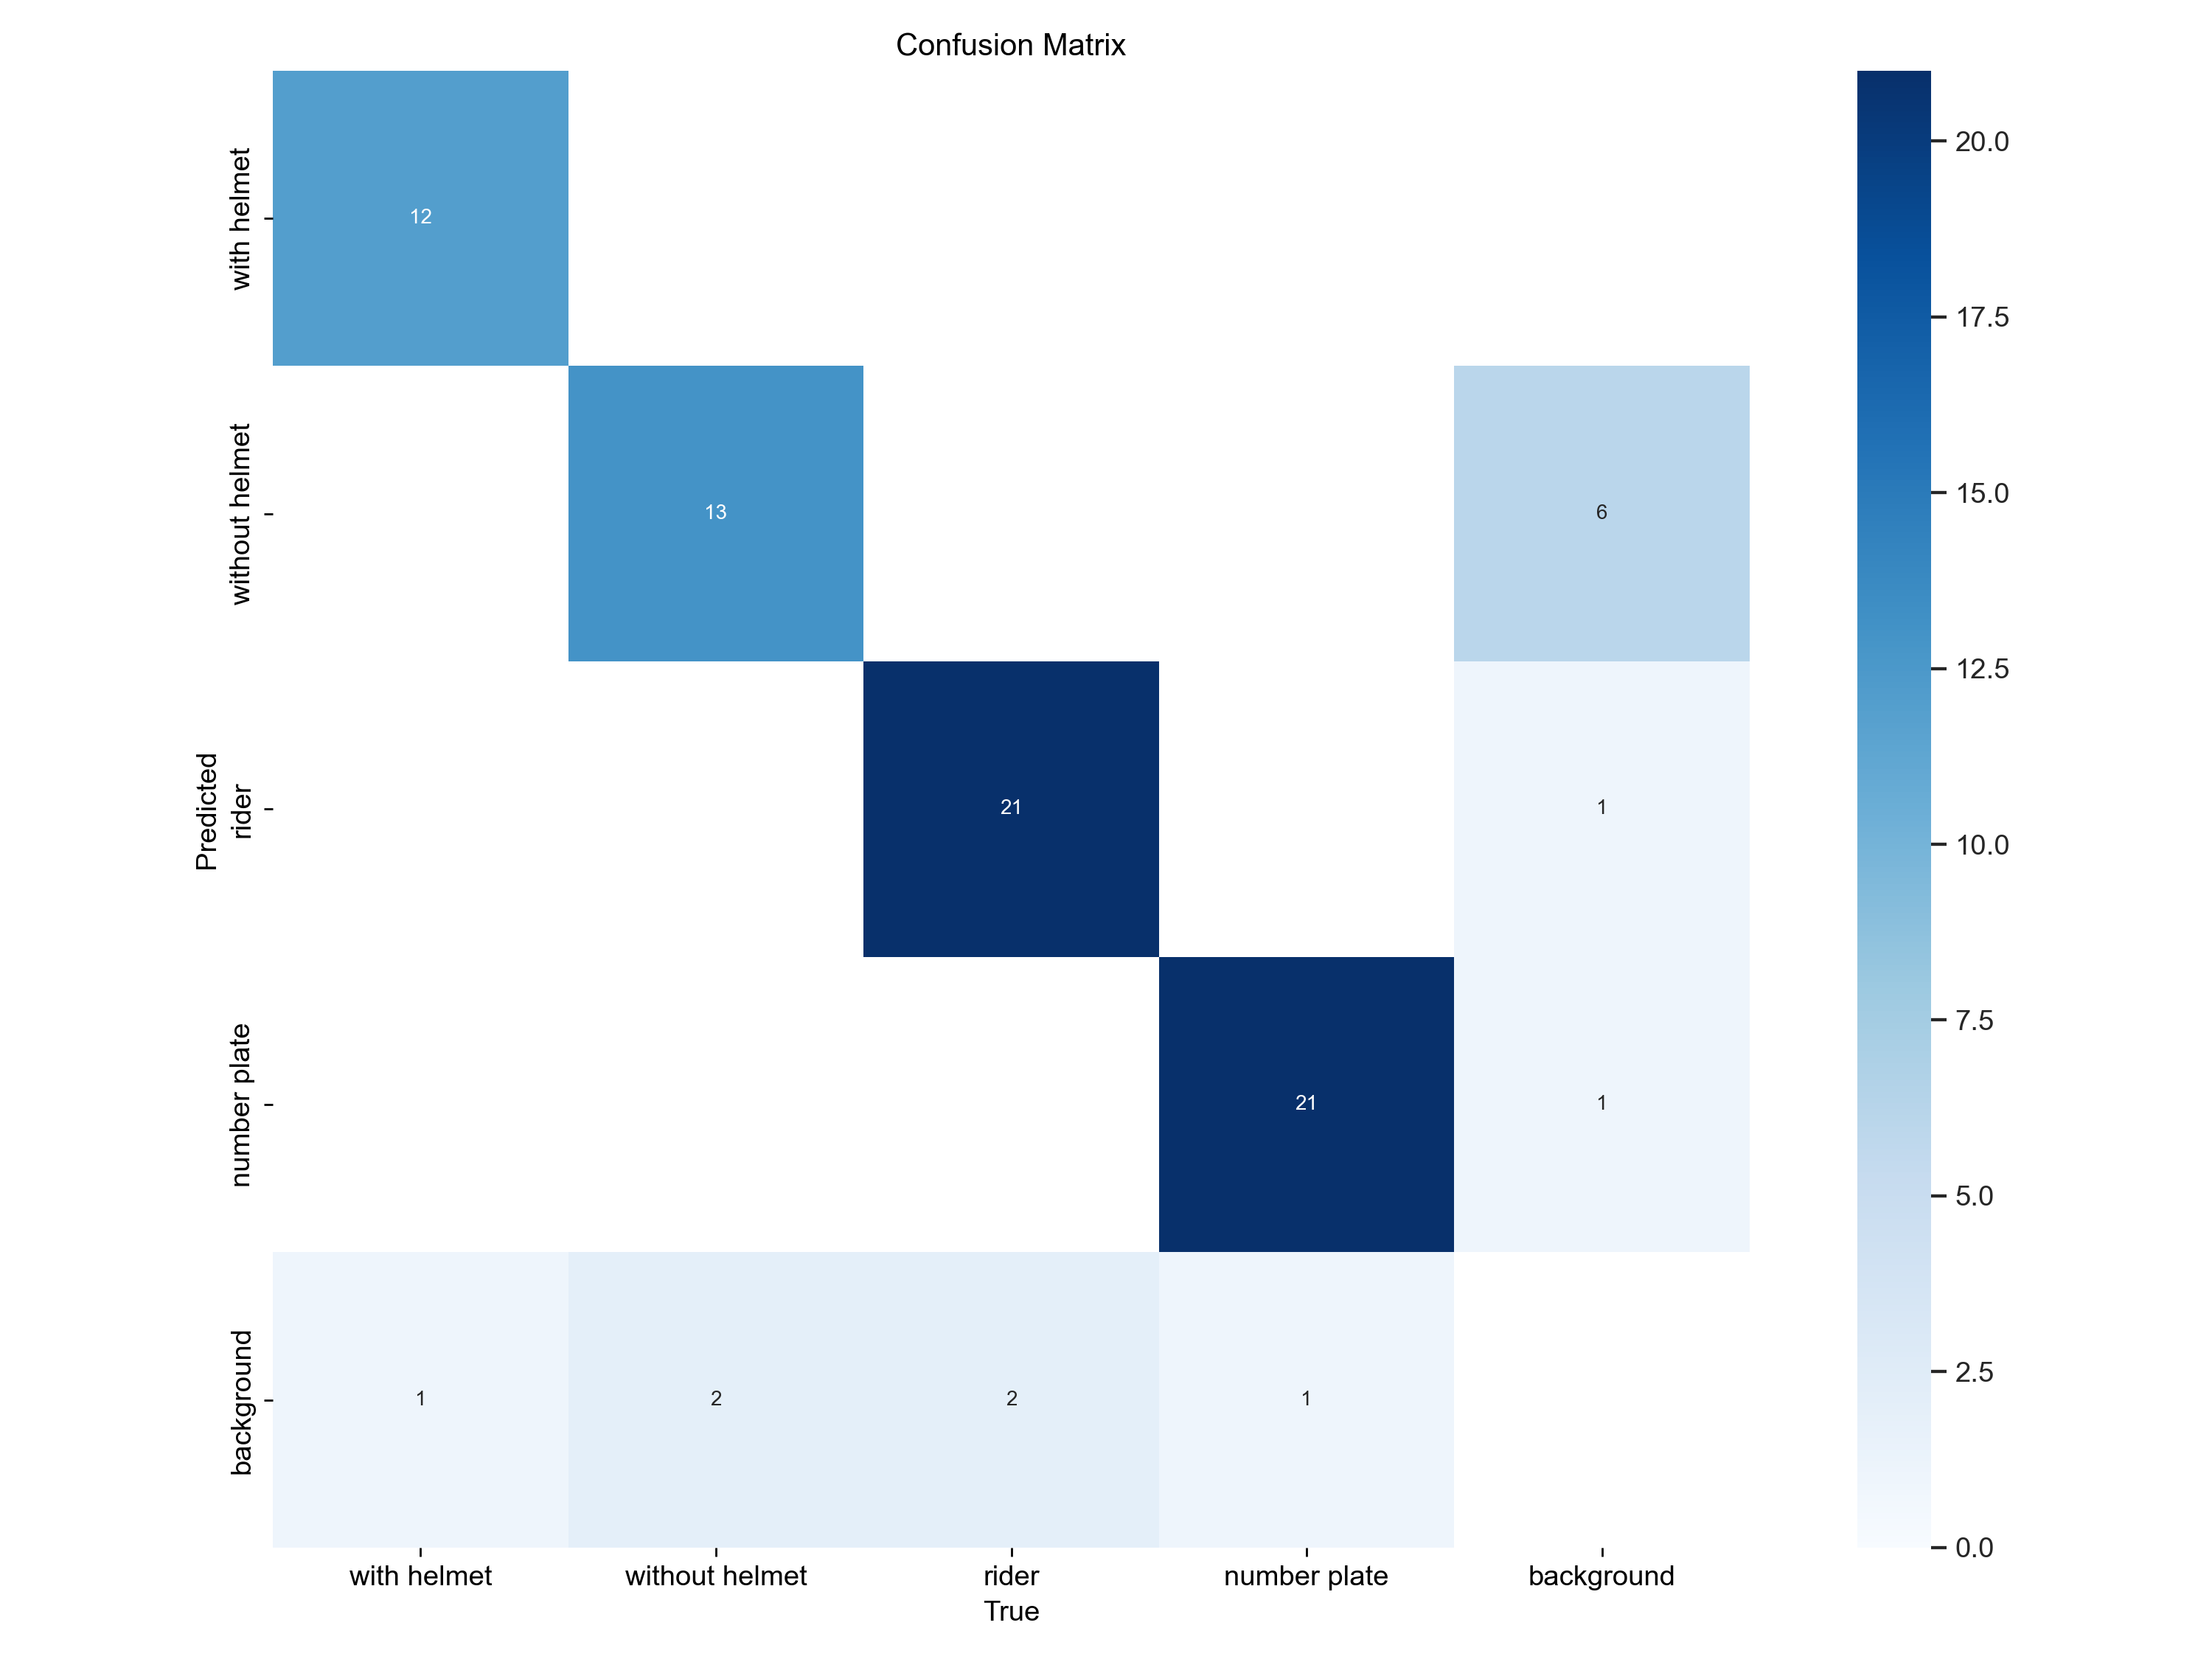 Confusion Matrix
with helmet
12
without helmet
13
6
Predicted
rider
21
1
number plate
21
1
background
1
2
2
1
with helmet
without helmet
rider
number plate
background
True
20.0
17.5
15.0
12.5
10.0
7.5
5.0
2.5
0.0